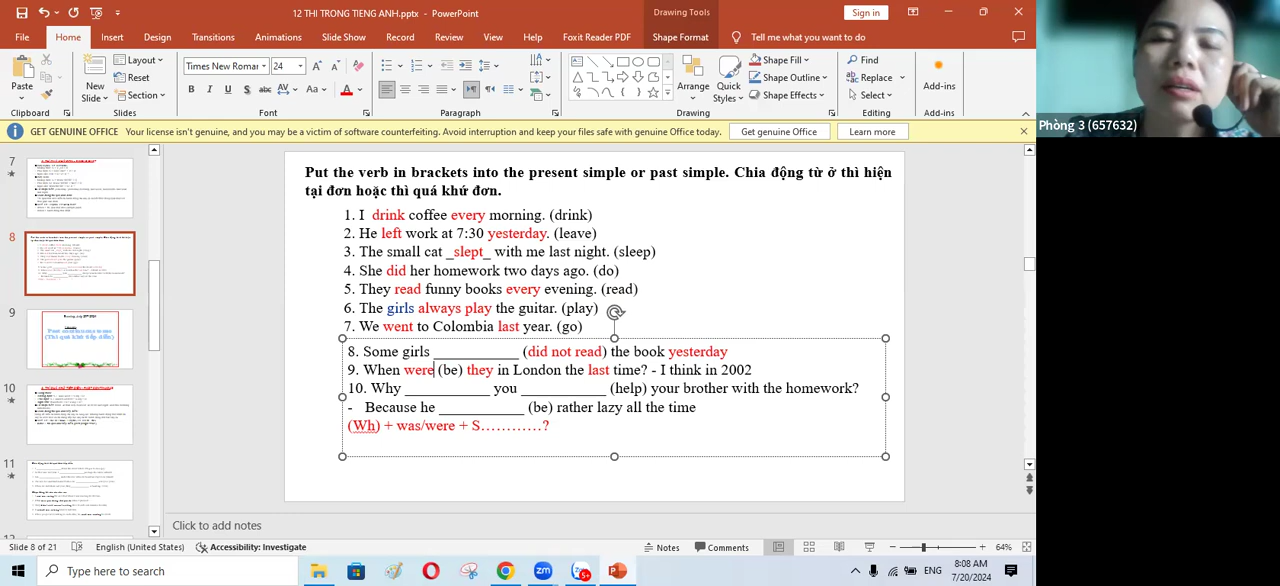 12 THI TRONG TIENG ANH.pptx - PowerPoint
Drawing Tools
Sign in
File Home Insert Design Transitions Animations Slide Show Record Review View Help Foxit Reader PDF Shape Format Tell me what you want to do
Paste
Clipboard
New Slide
Layout
Reset
Section
Slides
Times New Roman 24
B I U S abc AV Aa A
Font
Paragraph
Arrange
Quick Styles
Shape Fill
Shape Outline
Shape Effects
Drawing
Find
Replace
Select
Editing
Add-ins
Add-ins
GET GENUINE OFFICE Your license isn't genuine, and you may be a victim of software counterfeiting. Avoid interruption and keep your files safe with genuine Office today. Get genuine Office Learn more
Phòng 3 (657632)
7
8
9
10
11
Put the verb in brackets into the present simple or past simple. Chia động từ ở thì hiện
tại đơn hoặc thì quá khứ đơn.
1. I drink coffee every morning. (drink)
2. He left work at 7:30 yesterday. (leave)
3. The small cat _slept__ with me last night. (sleep)
4. She did her homework two days ago. (do)
5. They read funny books every evening. (read)
6. The girls always play the guitar. (play)
7. We went to Colombia last year. (go)
8. Some girls ___________ (did not read) the book yesterday
9. When were (be) they in London the last time? - I think in 2002
10. Why ___________ you ___________ (help) your brother with the homework?
- Because he ___________ (be) rather lazy all the time
(Wh) + was/were + S…………?
Click to add notes
Slide 8 of 21 English (United States) Accessibility: Investigate Notes Comments 64%
Type here to search
ENG
8:08 AM
7/20/2024